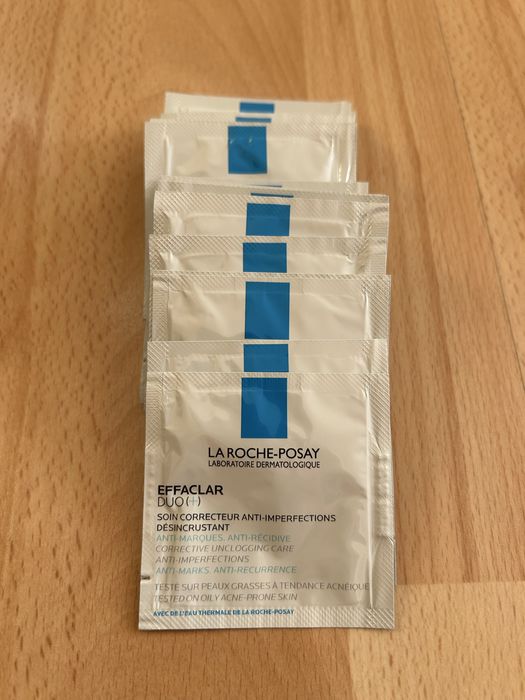 LA ROCHE-POSAY
LABORATOIRE DERMATOLOGIQUE
EFFACLAR
DUO(+)
SOIN CORRECTEUR ANTI-IMPERFECTIONS
DÉSINCRUSTANT
ANTI-MARQUES, ANTI-RÉCIDIVE
CORRECTIVE UNCLOGGING CARE
ANTI-IMPERFECTIONS
ANTI-MARKS, ANTI-RECURRENCE
TESTÉ SUR PEAUX GRASSES À TENDANCE ACNÉIQUE
TESTED ON OILY ACNE-PRONE SKIN
AVEC DE L'EAU THERMALE DE LA ROCHE-POSAY